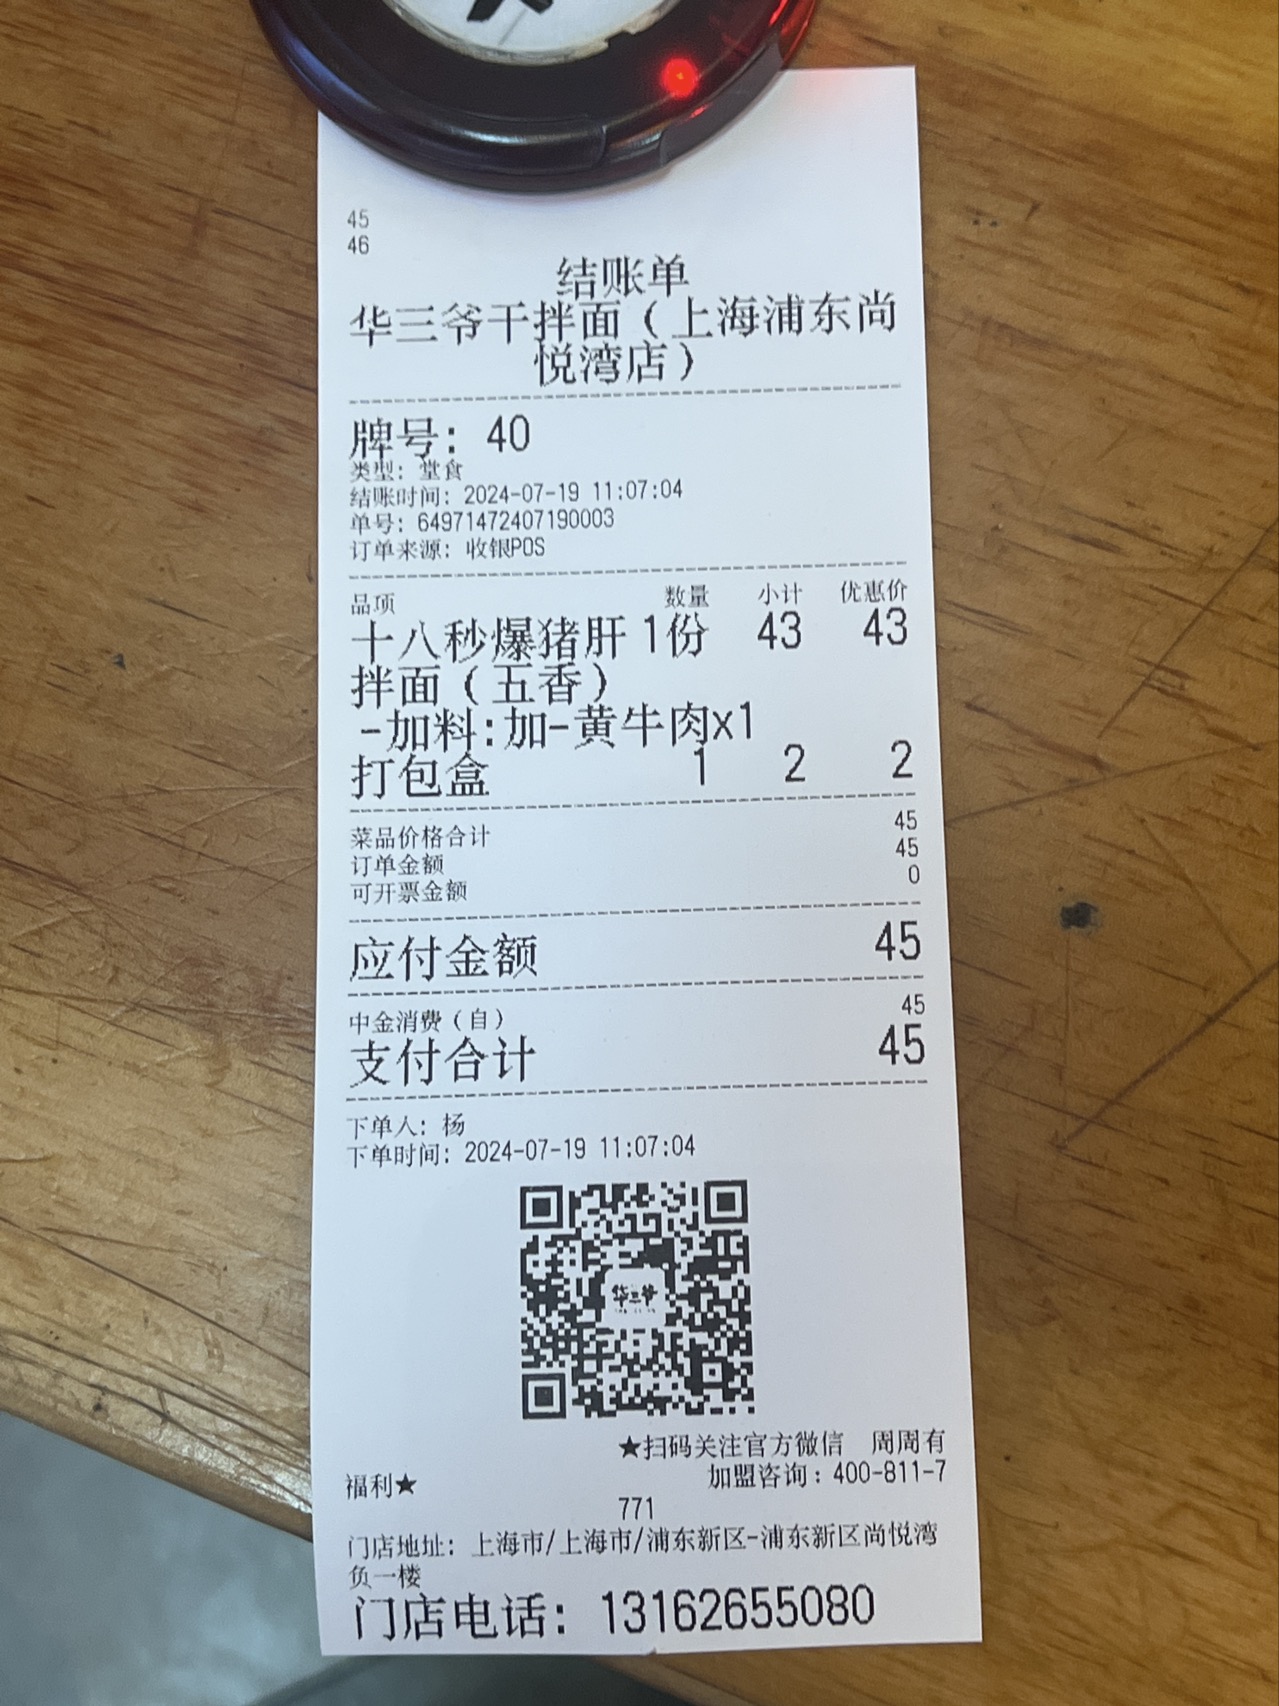 45
46
结账单
华三爷干拌面（上海浦东尚
悦湾店）
牌号：40
类型：堂食
结账时间：2024-07-19 11:07:04
单号：64971472407190003
订单来源：收银POS
品项 数量 小计 优惠价
十八秒爆猪肝 1份 43 43
拌面（五香）
-加料:加-黄牛肉x1
打包盒 1 2 2
菜品价格合计 45
订单金额 45
可开票金额 0
应付金额 45
中金消费（自） 45
支付合计 45
下单人：杨
下单时间：2024-07-19 11:07:04
华三爷
★扫码关注官方微信 周周有
福利★ 加盟咨询：400-811-7
771
门店地址：上海市/上海市/浦东新区-浦东新区尚悦湾
负一楼
门店电话：13162655080